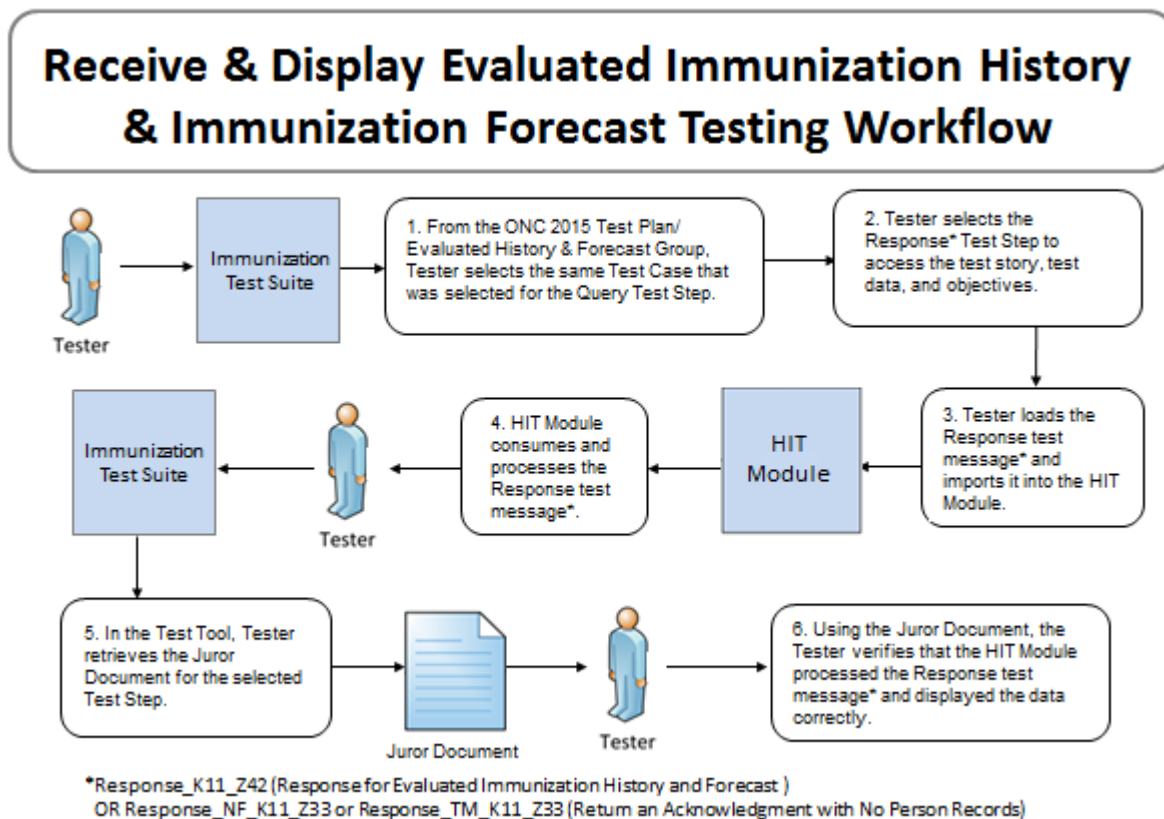 Receive & Display Evaluated Immunization History
& Immunization Forecast Testing Workflow
Tester
Immunization
Test Suite
1. From the ONC 2015 Test Plan/
Evaluated History & Forecast Group,
Tester selects the same Test Case that
was selected for the Query Test Step.
2. Tester selects the
Response* Test Step to
access the test story, test
data, and objectives.
3. Tester loads the
Response test
message* and
imports it into the HIT
Module.
HIT
Module
4. HIT Module
consumes and
processes the
Response test
message*.
Tester
Immunization
Test Suite
5. In the Test Tool, Tester
retrieves the Juror
Document for the selected
Test Step.
Juror Document
Tester
6. Using the Juror Document, the
Tester verifies that the HIT Module
processed the Response test
message* and displayed the data
correctly.
*Response_K11_Z42 (Response for Evaluated Immunization History and Forecast )
OR Response_NF_K11_Z33 or Response_TM_K11_Z33 (Return an Acknowledgment with No Person Records)